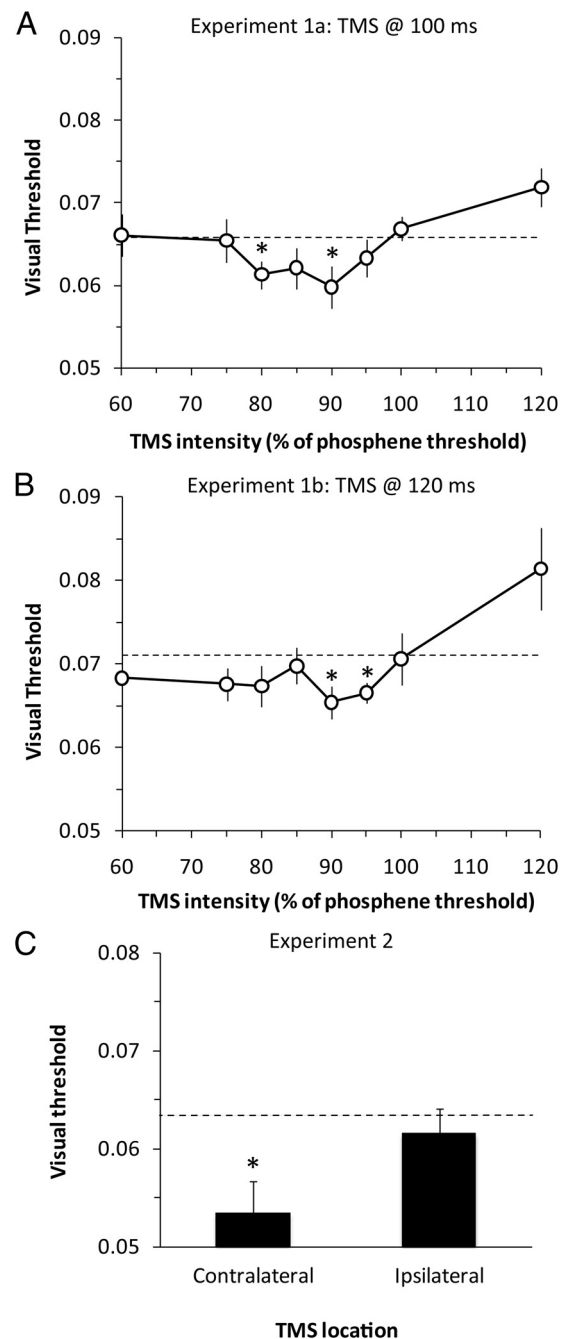 A
Experiment 1a: TMS @ 100 ms
0.09
0.08
0.07
0.06
0.05
Visual Threshold
* *
60 70 80 90 100 110 120
TMS intensity (% of phosphene threshold)
B
Experiment 1b: TMS @ 120 ms
0.09
0.08
0.07
0.06
0.05
Visual Threshold
* *
60 70 80 90 100 110 120
TMS intensity (% of phosphene threshold)
C
Experiment 2
0.08
0.07
0.06
0.05
Visual threshold
*
Contralateral Ipsilateral
TMS location